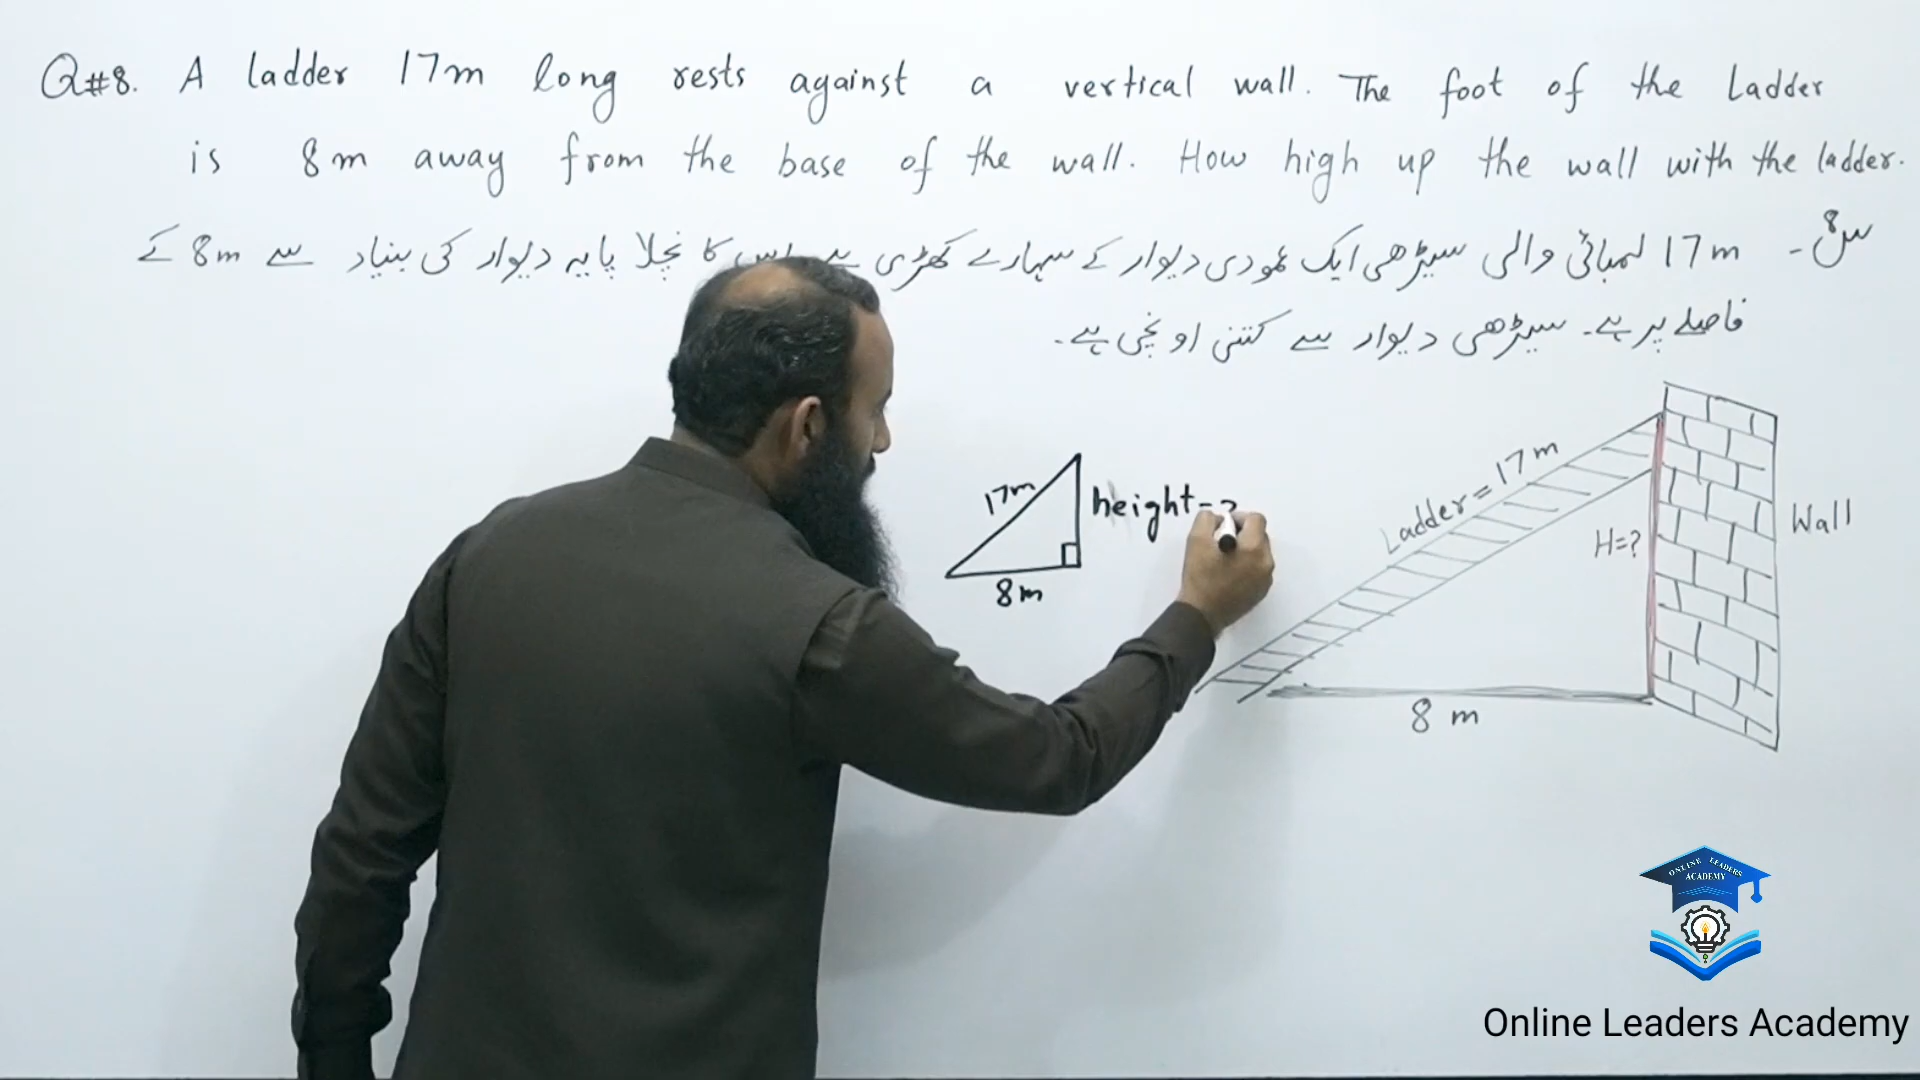 Q#8. A ladder 17m long rests against a vertical wall. The foot of the Ladder
is 8m away from the base of the wall. How high up the wall with the ladder.
س8۔ 17m لمبائی والی سیڑھی ایک عمودی دیوار کے سہارے کھڑی ہے اس کا نچلا پایہ دیوار کی بنیاد سے 8m کے
فاصلے پر ہے۔ سیڑھی دیوار سے کتنی اونچی ہے۔
17m
height=?
8m
Ladder = 17m
H=?
Wall
8 m
ONLINE LEADERS
ACADEMY
Online Leaders Academy